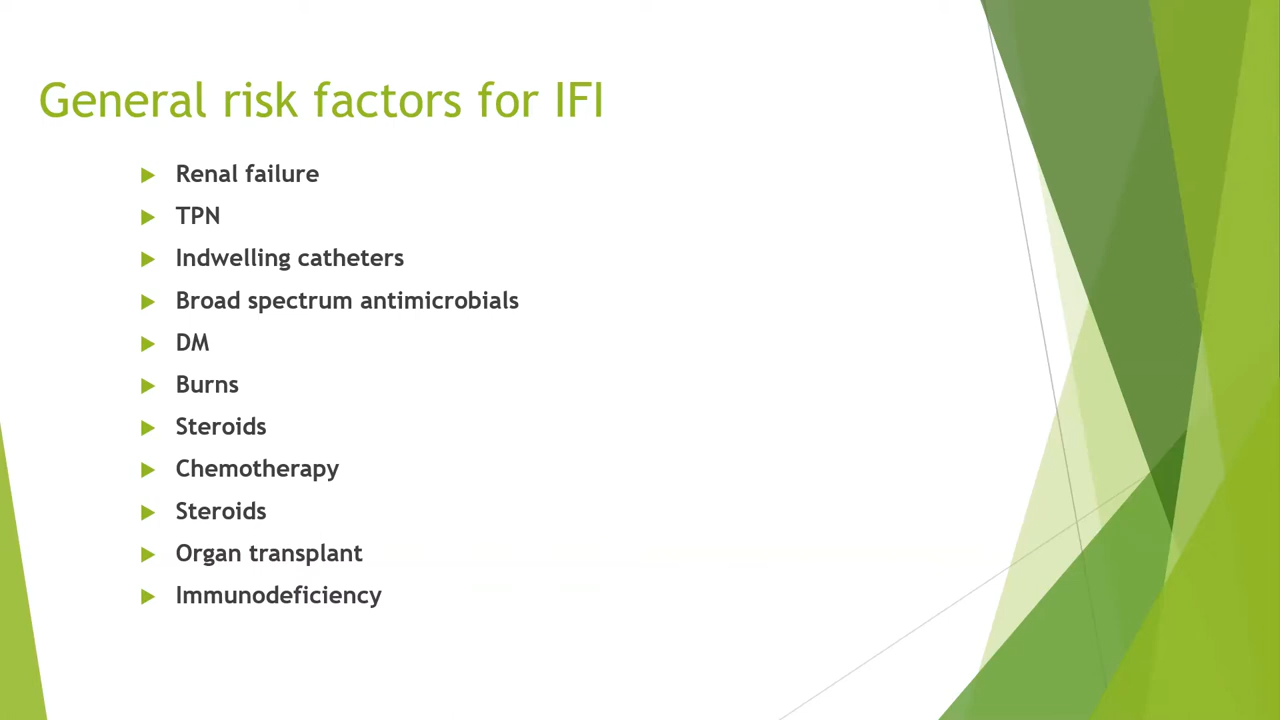 General risk factors for IFI
Renal failure
TPN
Indwelling catheters
Broad spectrum antimicrobials
DM
Burns
Steroids
Chemotherapy
Steroids
Organ transplant
Immunodeficiency